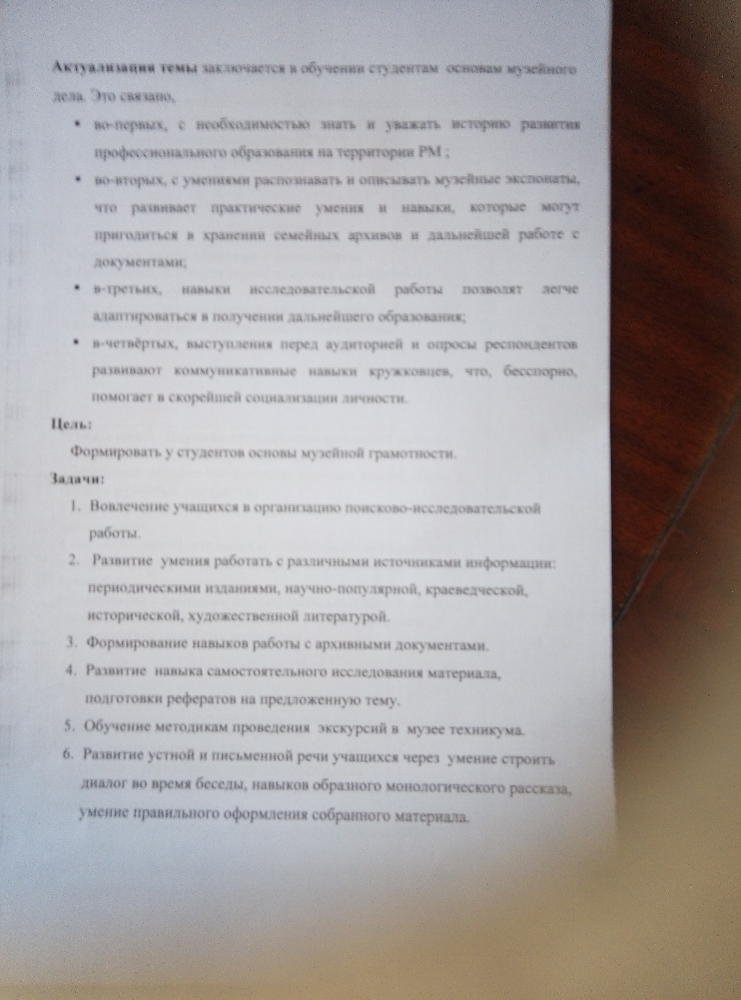 Актуализация темы заключается в обучении студентам основам музейного
дела. Это связано,
▪ во-первых, с необходимостью знать и уважать историю развития
профессионального образования на территории РМ ;
▪ во-вторых, с умениями распознавать и описывать музейные экспонаты,
что развивает практические умения и навыки, которые могут
пригодиться в хранении семейных архивов и дальнейшей работе с
документами;
▪ в-третьих, навыки исследовательской работы позволят легче
адаптироваться в получении дальнейшего образования;
▪ в-четвёртых, выступления перед аудиторией и опросы респондентов
развивают коммуникативные навыки кружковцев, что, бесспорно,
помогает в скорейшей социализации личности.
Цель:
Формировать у студентов основы музейной грамотности.
Задачи:
1. Вовлечение учащихся в организацию поисково-исследовательской
работы.
2. Развитие умения работать с различными источниками информации:
периодическими изданиями, научно-популярной, краеведческой,
исторической, художественной литературой.
3. Формирование навыков работы с архивными документами.
4. Развитие навыка самостоятельного исследования материала,
подготовки рефератов на предложенную тему.
5. Обучение методикам проведения экскурсий в музее техникума.
6. Развитие устной и письменной речи учащихся через умение строить
диалог во время беседы, навыков образного монологического рассказа,
умение правильного оформления собранного материала.